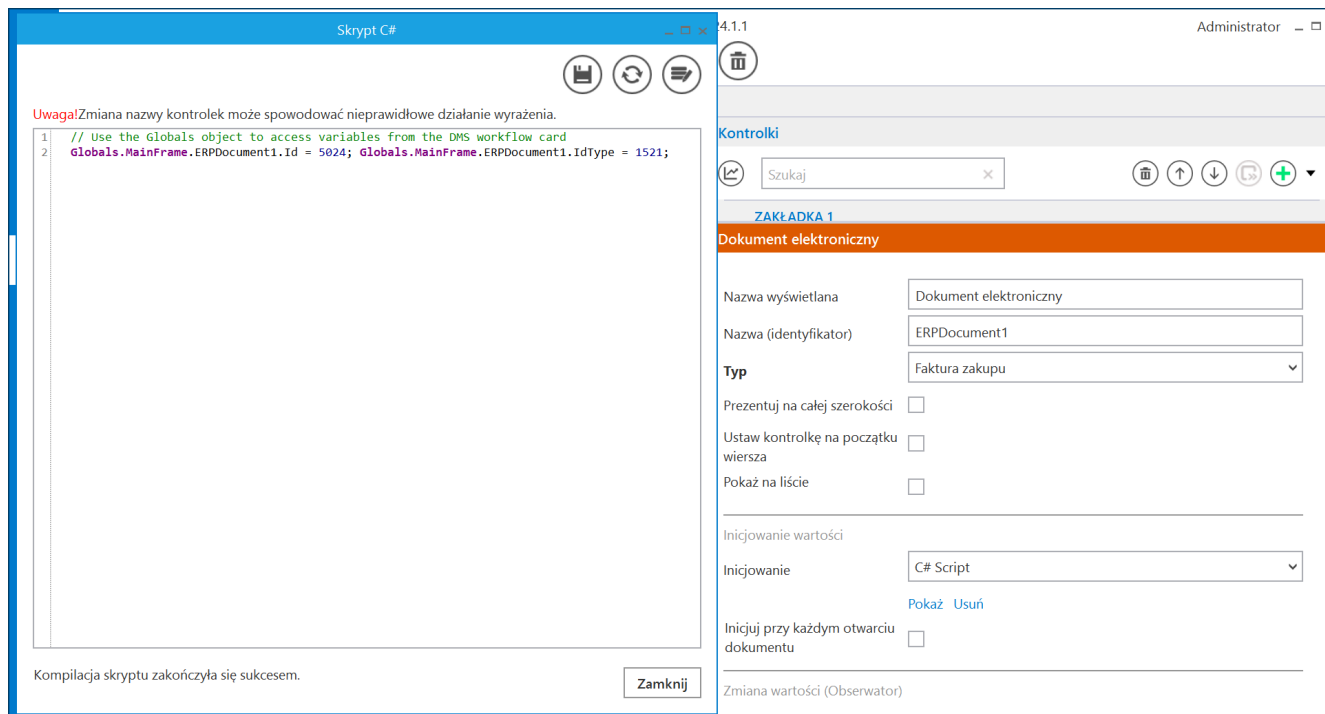 Skrypt C#
Uwaga!Zmiana nazwy kontrolek może spowodować nieprawidłowe działanie wyrażenia.
1 // Use the Globals object to access variables from the DMS workflow card
2 Globals.MainFrame.ERPDocument1.Id = 5024; Globals.MainFrame.ERPDocument1.IdType = 1521;
Kompilacja skryptu zakończyła się sukcesem.
Zamknij
24.1.1
Administrator
Kontrolki
Szukaj
ZAKŁADKA 1
Dokument elektroniczny
Nazwa wyświetlana
Dokument elektroniczny
Nazwa (identyfikator)
ERPDocument1
Typ
Faktura zakupu
Prezentuj na całej szerokości
Ustaw kontrolkę na początku
wiersza
Pokaż na liście
Inicjowanie wartości
Inicjowanie
C# Script
Pokaż Usuń
Inicjuj przy każdym otwarciu
dokumentu
Zmiana wartości (Obserwator)